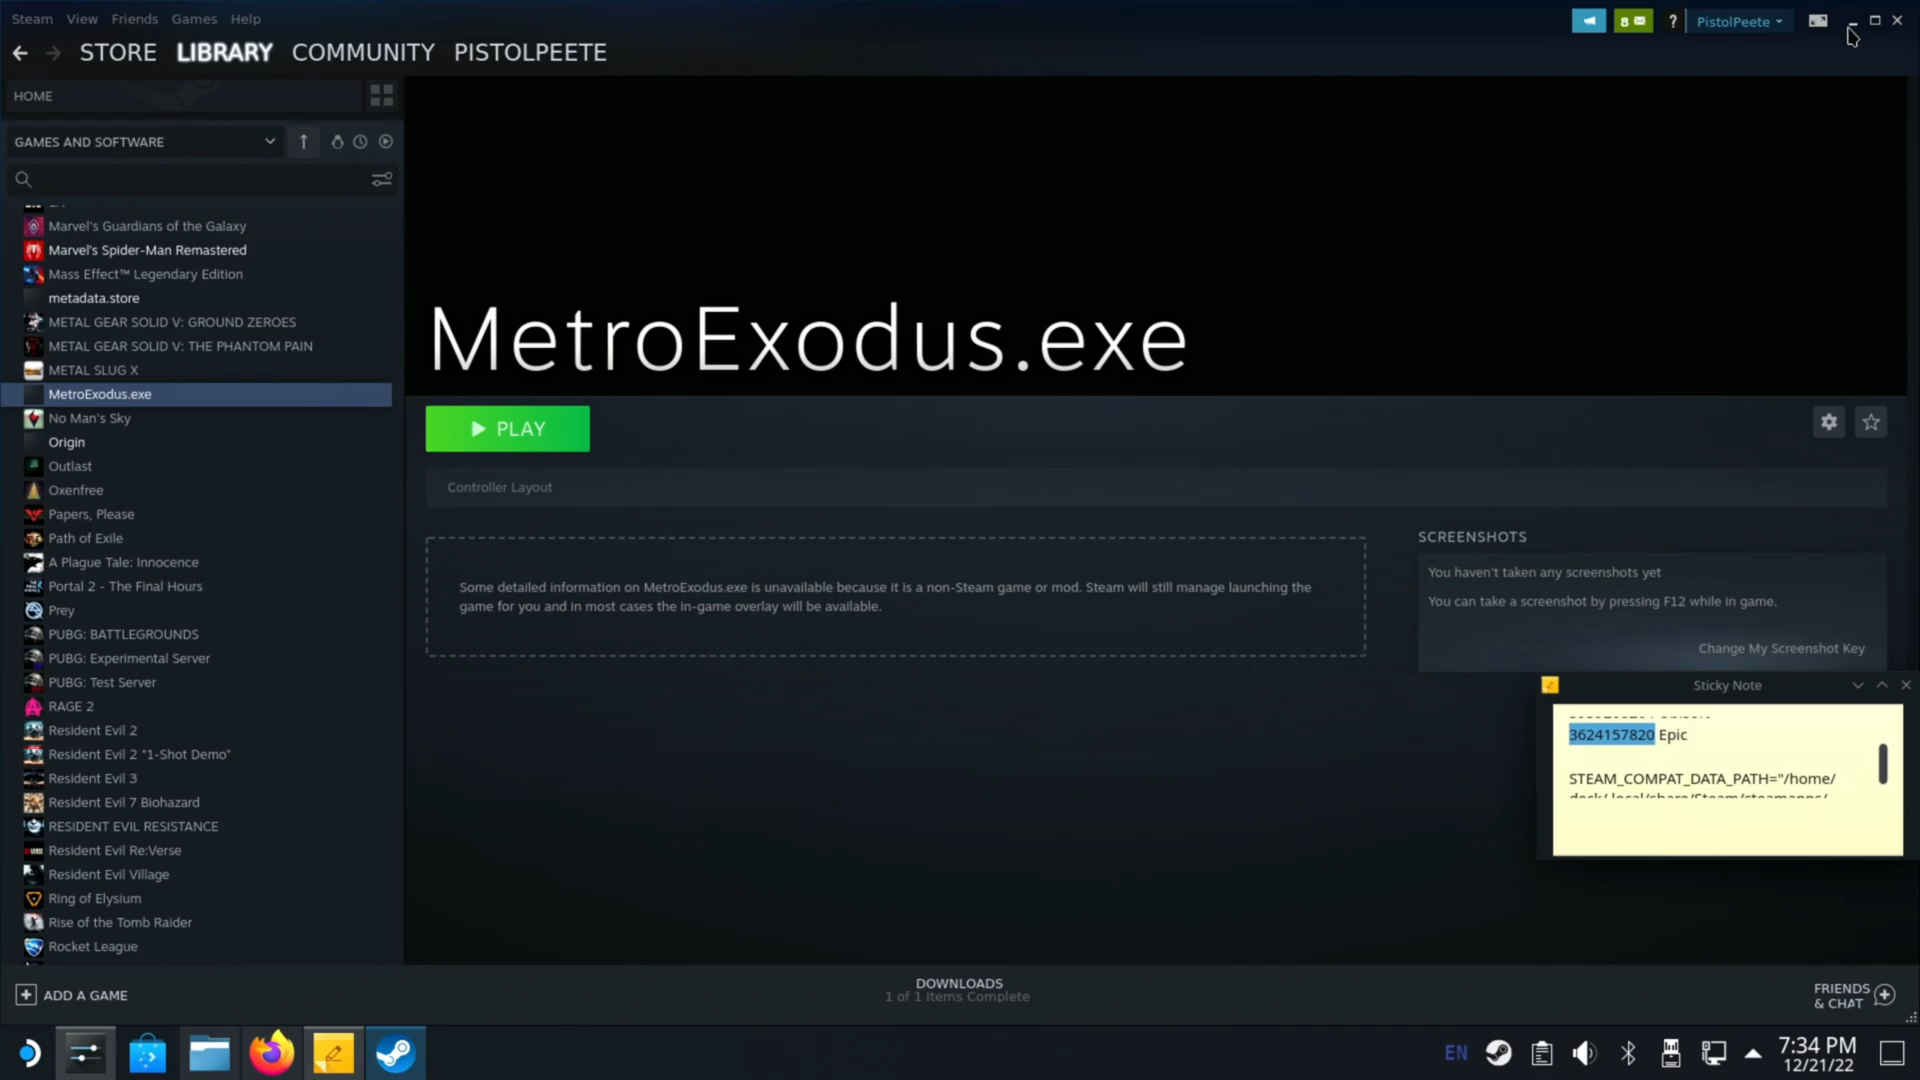 Steam View Friends Games Help
8 ? PistolPeete
STORE LIBRARY COMMUNITY PISTOLPEETE
HOME
GAMES AND SOFTWARE
Marvel's Guardians of the Galaxy
Marvel's Spider-Man Remastered
Mass Effect™ Legendary Edition
metadata.store
METAL GEAR SOLID V: GROUND ZEROES
METAL GEAR SOLID V: THE PHANTOM PAIN
METAL SLUG X
MetroExodus.exe
No Man's Sky
Origin
Outlast
Oxenfree
Papers, Please
Path of Exile
A Plague Tale: Innocence
Portal 2 - The Final Hours
Prey
PUBG: BATTLEGROUNDS
PUBG: Experimental Server
PUBG: Test Server
RAGE 2
Resident Evil 2
Resident Evil 2 "1-Shot Demo"
Resident Evil 3
Resident Evil 7 Biohazard
RESIDENT EVIL RESISTANCE
Resident Evil Re:Verse
Resident Evil Village
Ring of Elysium
Rise of the Tomb Raider
Rocket League
ADD A GAME
MetroExodus.exe
PLAY
Controller Layout
Some detailed information on MetroExodus.exe is unavailable because it is a non-Steam game or mod. Steam will still manage launching the
game for you and in most cases the in-game overlay will be available.
SCREENSHOTS
You haven't taken any screenshots yet
You can take a screenshot by pressing F12 while in game.
Change My Screenshot Key
Sticky Note
3624157820 Epic
STEAM_COMPAT_DATA_PATH="/home/
deck/.local/share/Steam/steamapps/
DOWNLOADS
1 of 1 Items Complete
FRIENDS
& CHAT
EN
7:34 PM
12/21/22